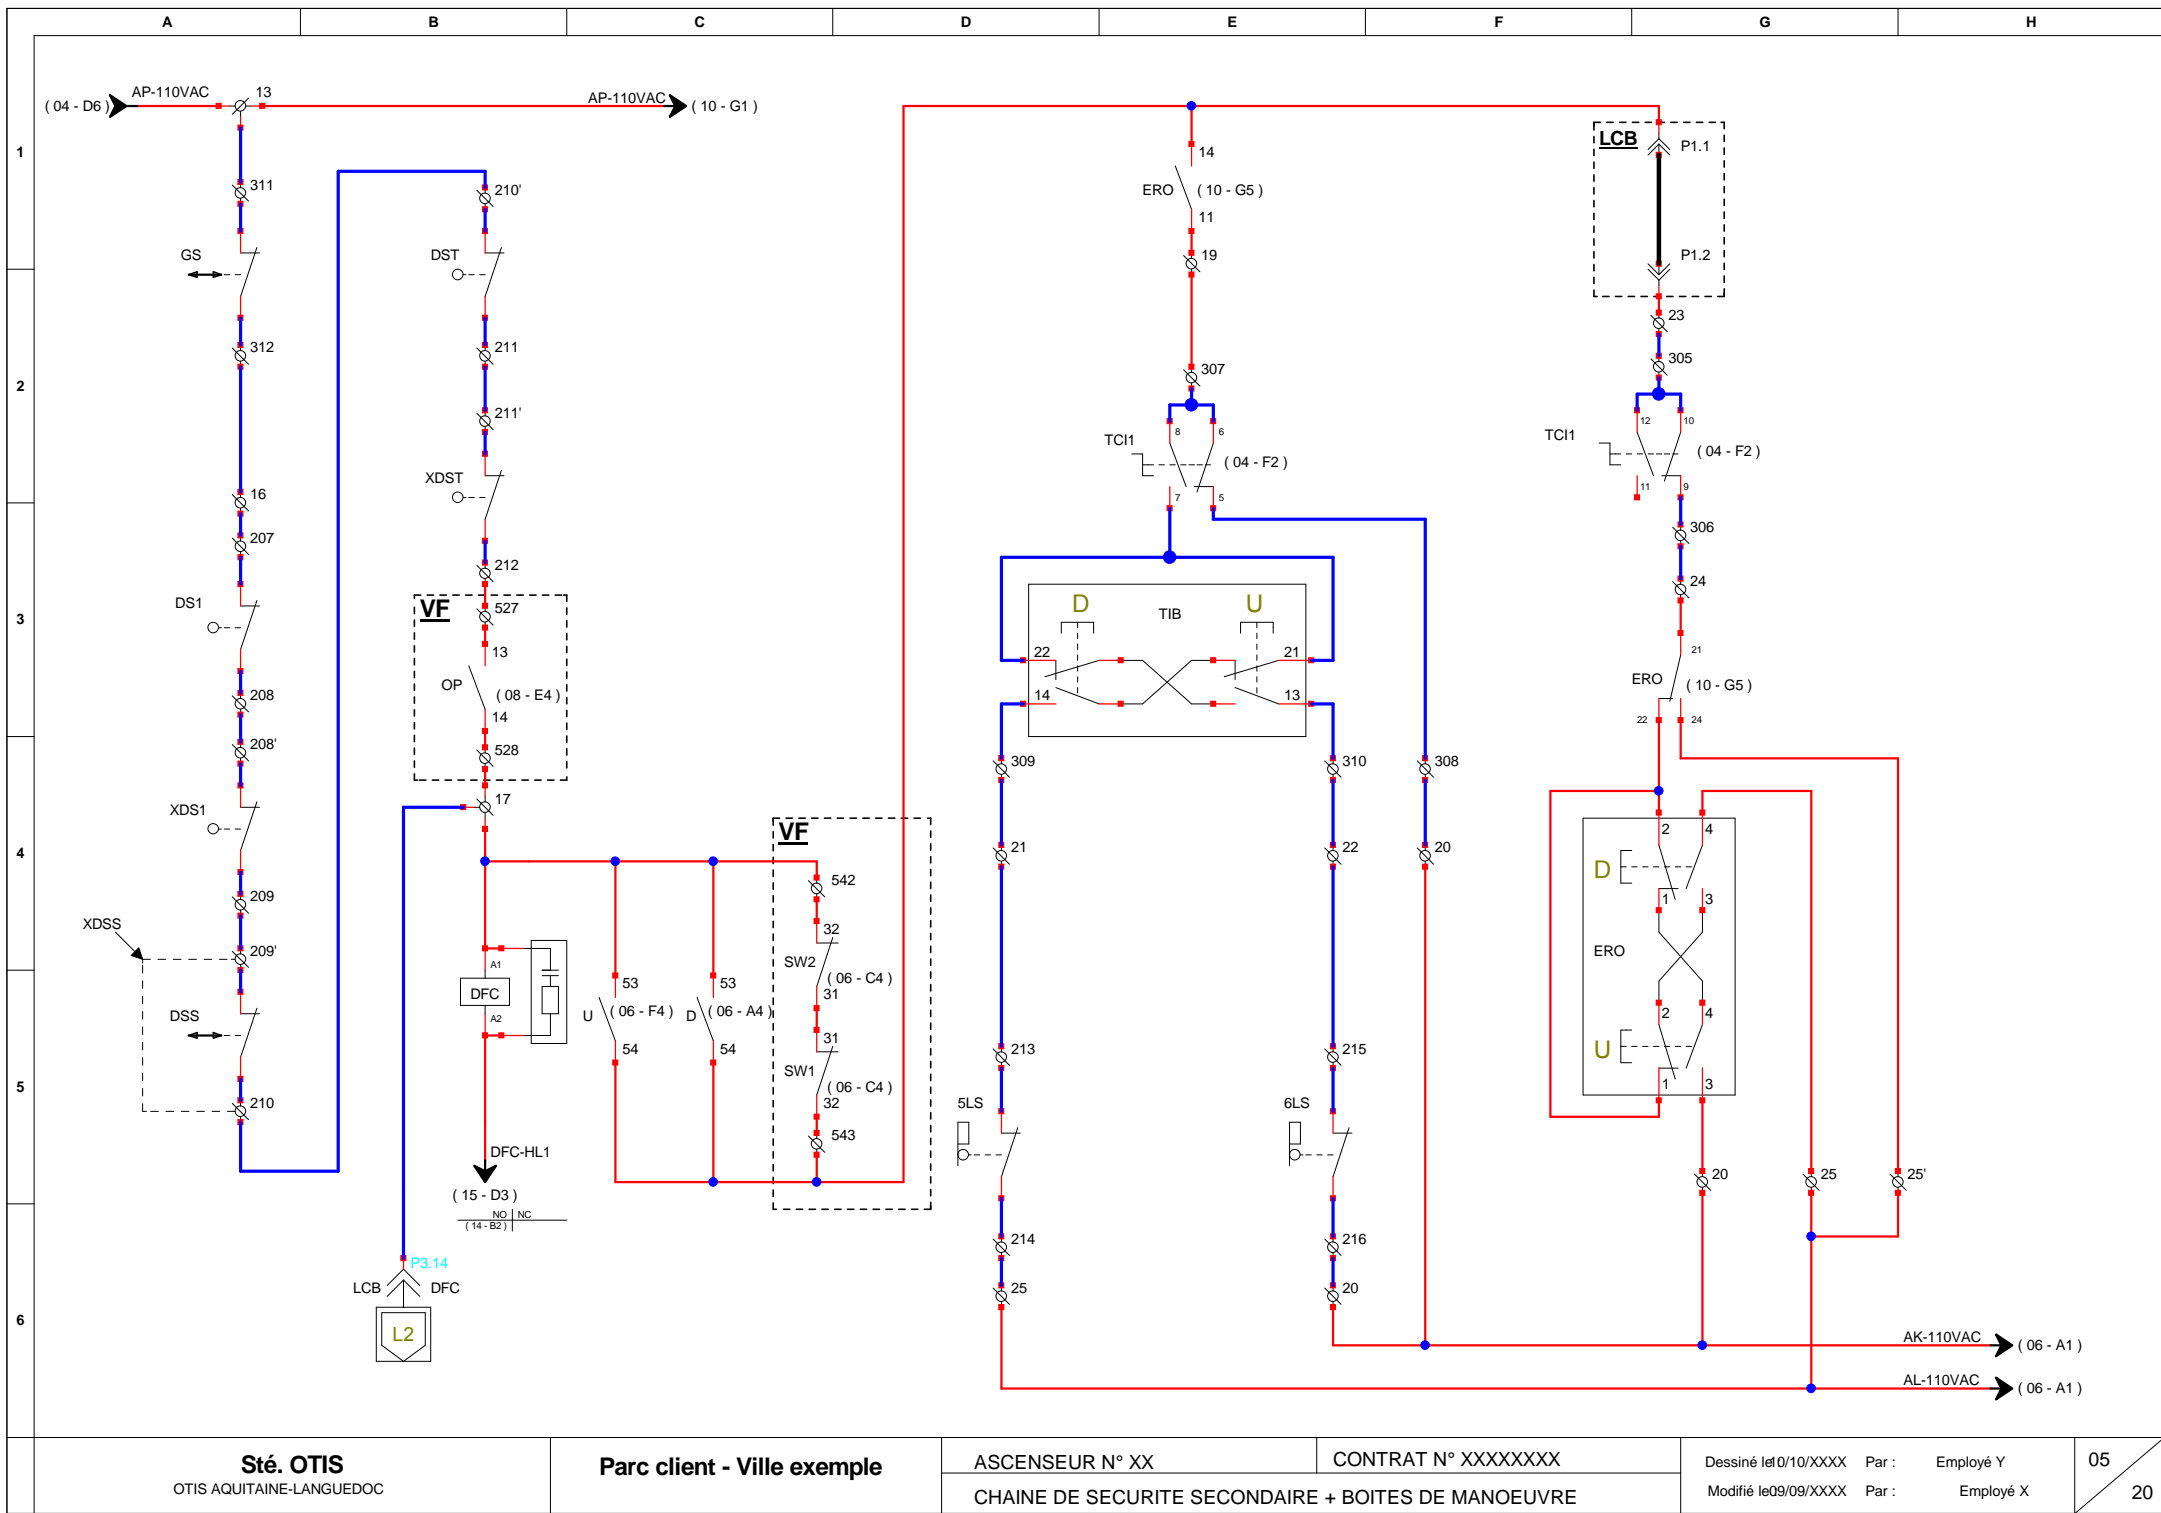 A B C D E F G H
1
2
3
4
5
6
( 04 - D6 )
AP-110VAC
13
AP-110VAC
( 10 - G1 )
311
GS
312
16
207
DS1
208
208'
XDS1
209
XDSS
209'
DSS
210
210'
DST
211
211'
XDST
212
VF
527
13
OP
( 08 - E4 )
14
528
17
A1
DFC
A2
DFC-HL1
( 15 - D3 )
NO NC
( 14 - B2 )
P3.14
LCB DFC
L2
53
U
( 06 - F4 )
54
53
D
( 06 - A4 )
54
VF
542
32
SW2
( 06 - C4 )
31
31
SW1
( 06 - C4 )
32
543
14
ERO
( 10 - G5 )
11
19
307
8 6
TCI1
( 04 - F2 )
7 5
D TIB U
22 21
14 13
309 310 308
21 22 20
213 215
5LS 6LS
214 216
25 20
LCB
P1.1
P1.2
23
305
12 10
TCI1
( 04 - F2 )
11 9
306
24
21
ERO
( 10 - G5 )
22 24
2 4
D
1 3
ERO
2 4
U
1 3
20 25 25'
AK-110VAC
( 06 - A1 )
AL-110VAC
( 06 - A1 )
Sté. OTIS
OTIS AQUITAINE-LANGUEDOC
Parc client - Ville exemple
ASCENSEUR N° XX
CONTRAT N° XXXXXXXX
CHAINE DE SECURITE SECONDAIRE + BOITES DE MANOEUVRE
Dessiné le10/10/XXXX Par : Employé Y
Modifié le09/09/XXXX Par : Employé X
05
20